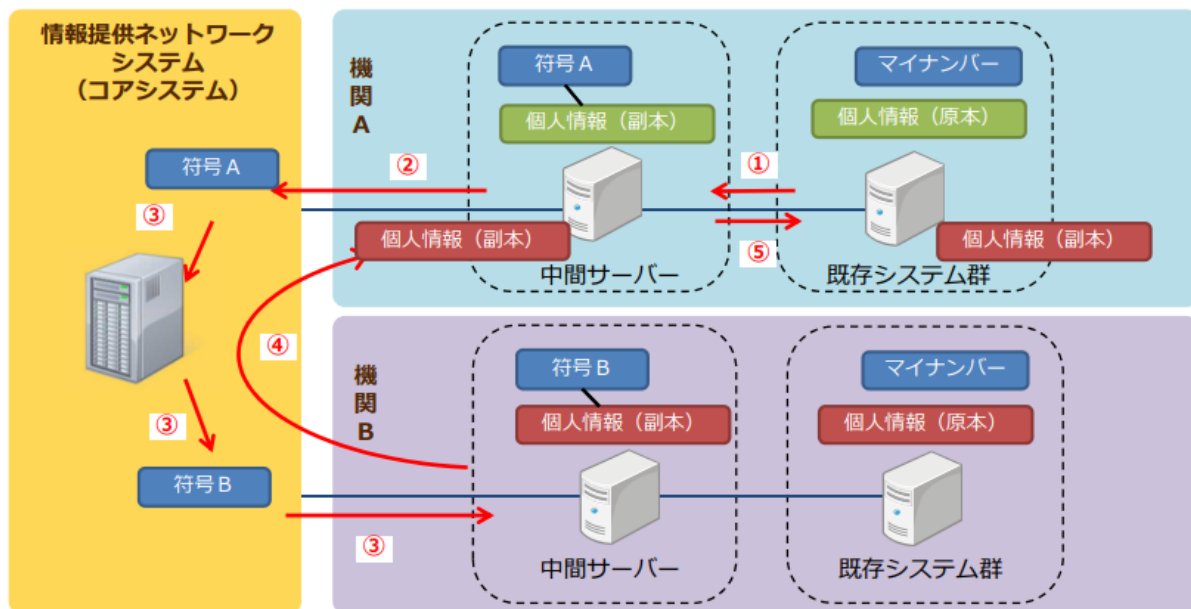 情報提供ネットワーク
システム
（コアシステム）
符号A
③
③
符号B
④
②
③
機
関
A
符号A
個人情報（副本）
個人情報（副本）
中間サーバー
①
⑤
マイナンバー
個人情報（原本）
個人情報（副本）
既存システム群
機
関
B
符号B
個人情報（副本）
中間サーバー
マイナンバー
個人情報（原本）
既存システム群